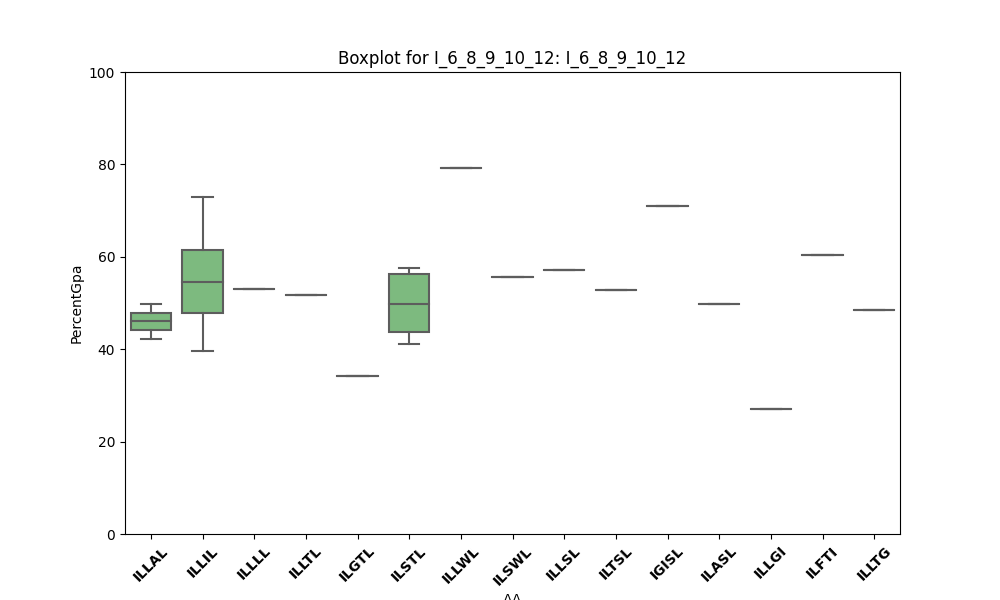 Boxplot for I_6_8_9_10_12: I_6_8_9_10_12
PercentGpa
100
80
60
40
20
0
ILLAL
ILLIL
ILLLL
ILLTL
ILGTL
ILSTL
ILLWL
ILSWL
ILLSL
ILTSL
IGISL
ILASL
ILLGI
ILFTI
ILLTG